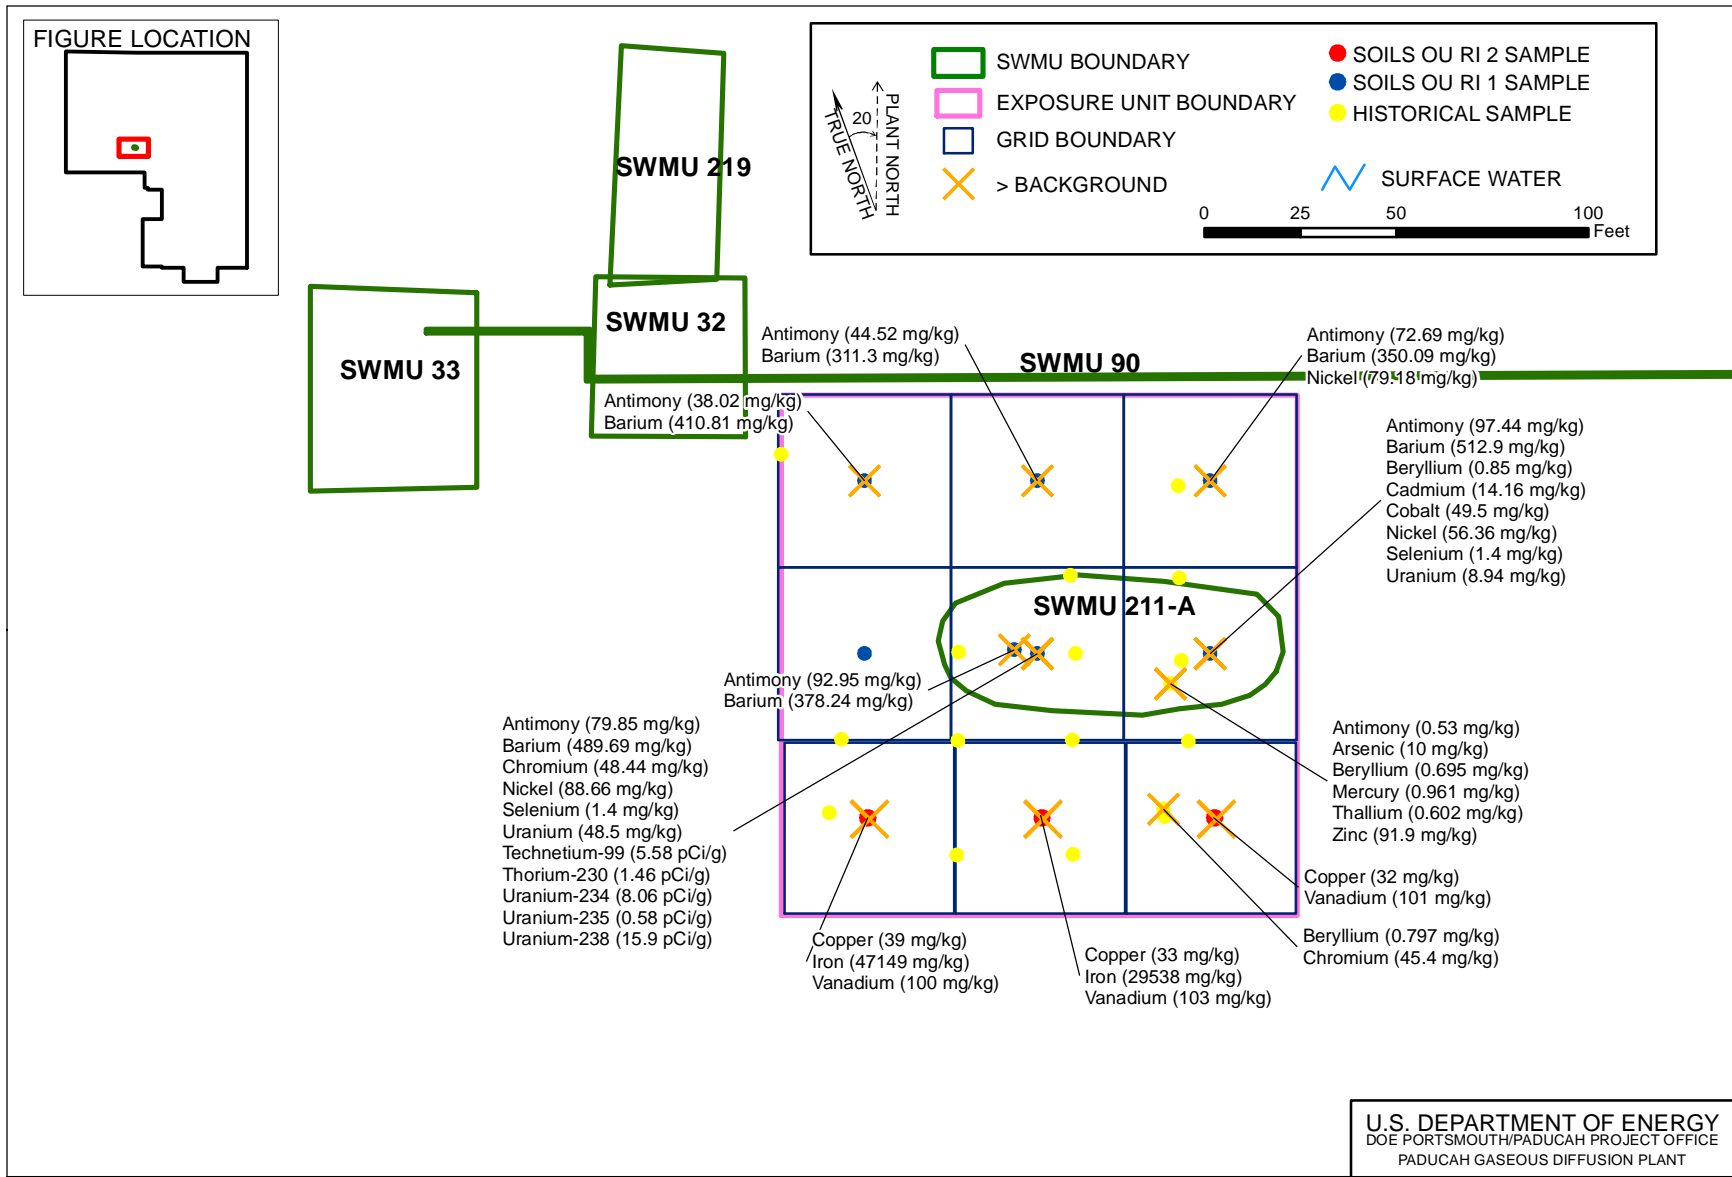 FIGURE LOCATION
SWMU 219
SWMU 32
SWMU 33
SWMU 90
SWMU 211-A
TRUE NORTH
20
PLANT NORTH
SWMU BOUNDARY
EXPOSURE UNIT BOUNDARY
GRID BOUNDARY
> BACKGROUND
SOILS OU RI 2 SAMPLE
SOILS OU RI 1 SAMPLE
HISTORICAL SAMPLE
SURFACE WATER
0 25 50 100
Feet
Antimony (44.52 mg/kg)
Barium (311.3 mg/kg)
Antimony (72.69 mg/kg)
Barium (350.09 mg/kg)
Nickel (79.18 mg/kg)
Antimony (38.02 mg/kg)
Barium (410.81 mg/kg)
Antimony (97.44 mg/kg)
Barium (512.9 mg/kg)
Beryllium (0.85 mg/kg)
Cadmium (14.16 mg/kg)
Cobalt (49.5 mg/kg)
Nickel (56.36 mg/kg)
Selenium (1.4 mg/kg)
Uranium (8.94 mg/kg)
Antimony (92.95 mg/kg)
Barium (378.24 mg/kg)
Antimony (79.85 mg/kg)
Barium (489.69 mg/kg)
Chromium (48.44 mg/kg)
Nickel (88.66 mg/kg)
Selenium (1.4 mg/kg)
Uranium (48.5 mg/kg)
Technetium-99 (5.58 pCi/g)
Thorium-230 (1.46 pCi/g)
Uranium-234 (8.06 pCi/g)
Uranium-235 (0.58 pCi/g)
Uranium-238 (15.9 pCi/g)
Antimony (0.53 mg/kg)
Arsenic (10 mg/kg)
Beryllium (0.695 mg/kg)
Mercury (0.961 mg/kg)
Thallium (0.602 mg/kg)
Zinc (91.9 mg/kg)
Copper (32 mg/kg)
Vanadium (101 mg/kg)
Beryllium (0.797 mg/kg)
Chromium (45.4 mg/kg)
Copper (39 mg/kg)
Iron (47149 mg/kg)
Vanadium (100 mg/kg)
Copper (33 mg/kg)
Iron (29538 mg/kg)
Vanadium (103 mg/kg)
U.S. DEPARTMENT OF ENERGY
DOE PORTSMOUTH/PADUCAH PROJECT OFFICE
PADUCAH GASEOUS DIFFUSION PLANT